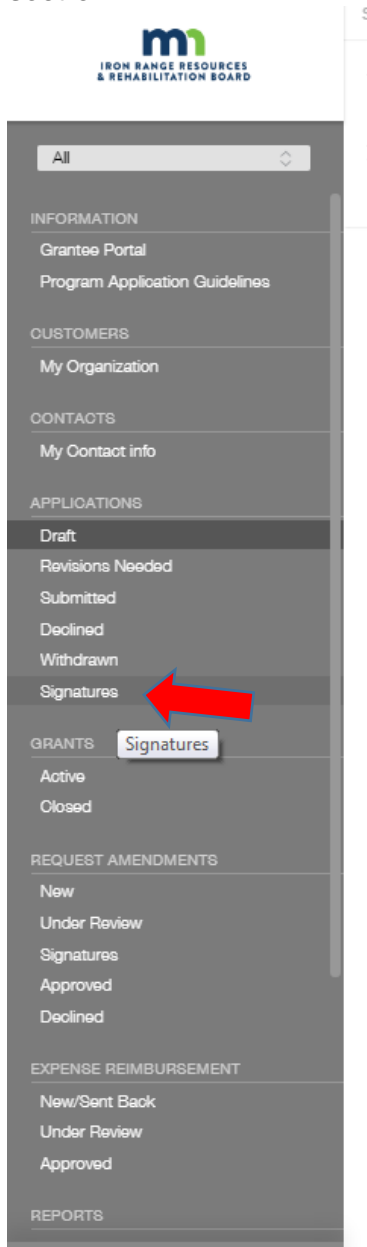 IRON RANGE RESOURCES
& REHABILITATION BOARD
All
INFORMATION
Grantee Portal
Program Application Guidelines
CUSTOMERS
My Organization
CONTACTS
My Contact info
APPLICATIONS
Draft
Revisions Needed
Submitted
Declined
Withdrawn
Signatures
GRANTS
Signatures
Active
Closed
REQUEST AMENDMENTS
New
Under Review
Signatures
Approved
Declined
EXPENSE REIMBURSEMENT
New/Sent Back
Under Review
Approved
REPORTS